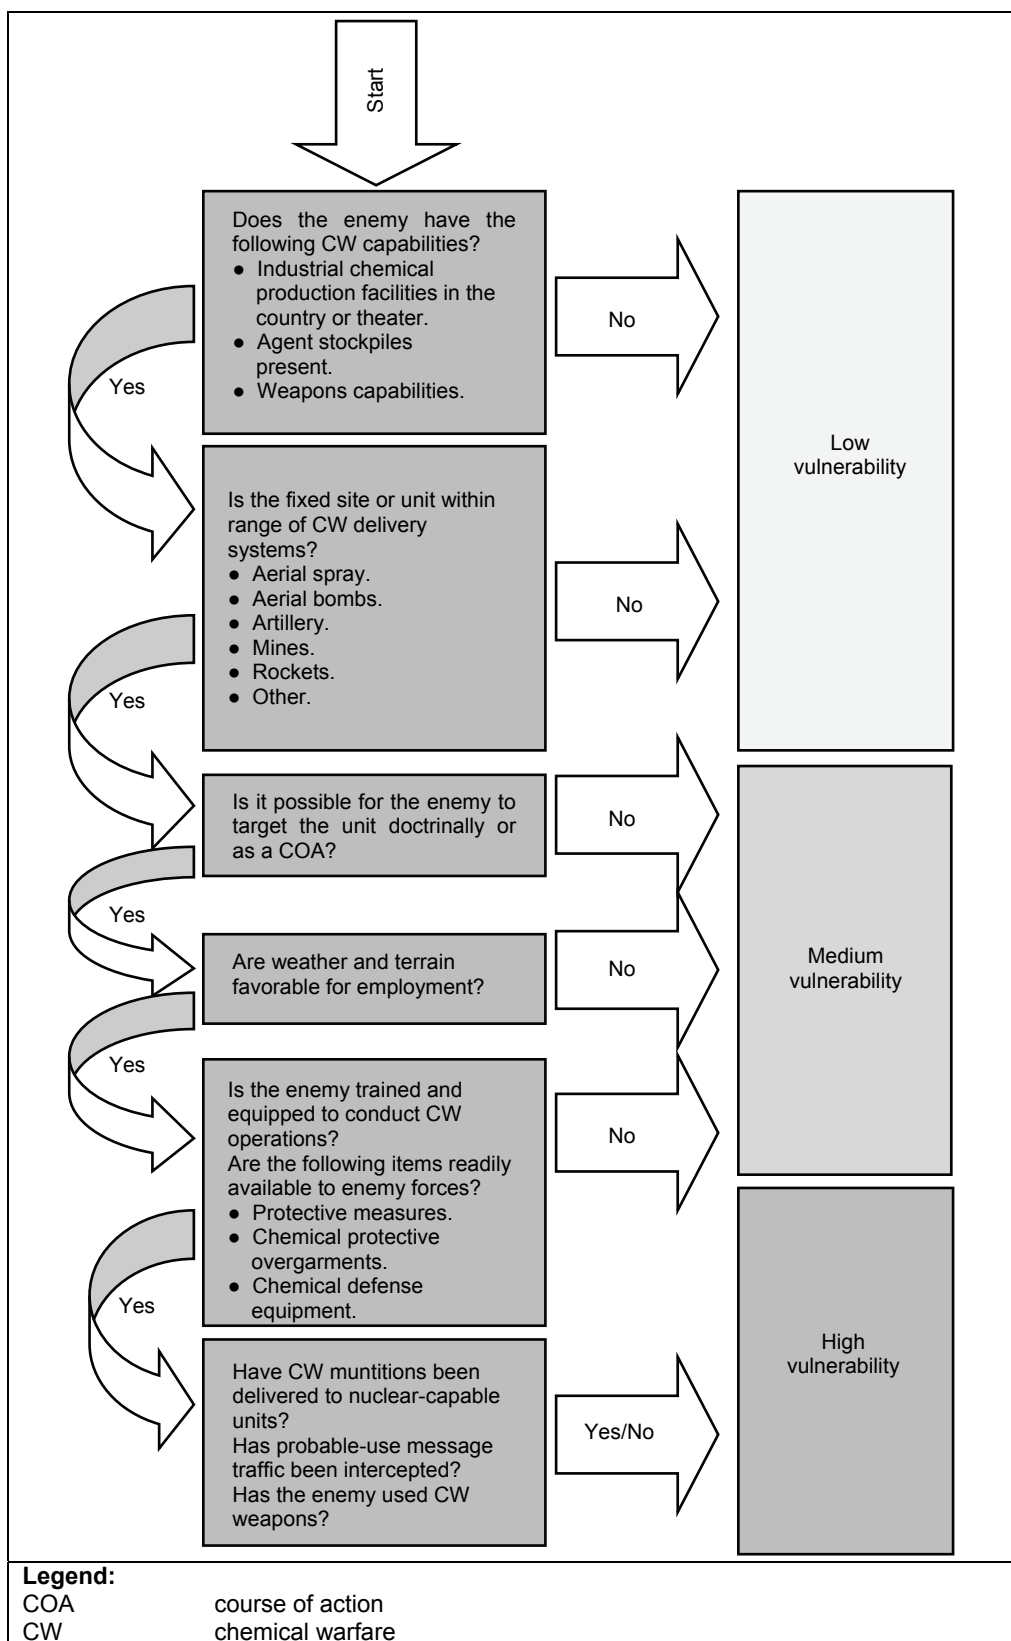 Start
Does the enemy have the
following CW capabilities?
● Industrial chemical
production facilities in the
country or theater.
● Agent stockpiles
present.
● Weapons capabilities.
No
Yes
Low
vulnerability
Is the fixed site or unit within
range of CW delivery
systems?
● Aerial spray.
● Aerial bombs.
● Artillery.
● Mines.
● Rockets.
● Other.
No
Yes
Is it possible for the enemy to
target the unit doctrinally or
as a COA?
No
Yes
Are weather and terrain
favorable for employment?
No
Medium
vulnerability
Yes
Is the enemy trained and
equipped to conduct CW
operations?
Are the following items readily
available to enemy forces?
● Protective measures.
● Chemical protective
overgarments.
● Chemical defense
equipment.
No
Yes
High
vulnerability
Have CW muntitions been
delivered to nuclear-capable
units?
Has probable-use message
traffic been intercepted?
Has the enemy used CW
weapons?
Yes/No
Legend:
COA course of action
CW chemical warfare